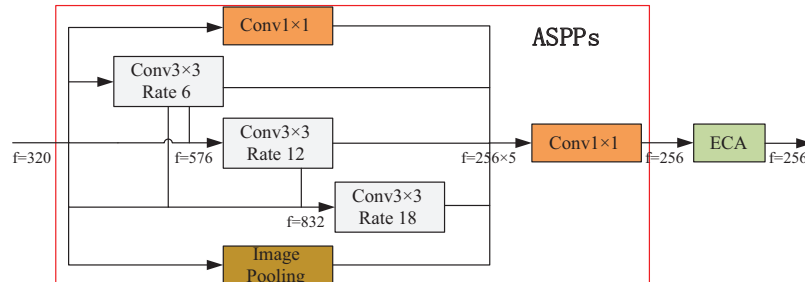 Conv1×1
ASPPs
Conv3×3
Rate 6
f=320
f=576
Conv3×3
Rate 12
f=256×5
Conv1×1
f=256
ECA
f=256
f=832
Conv3×3
Rate 18
Image
Pooling